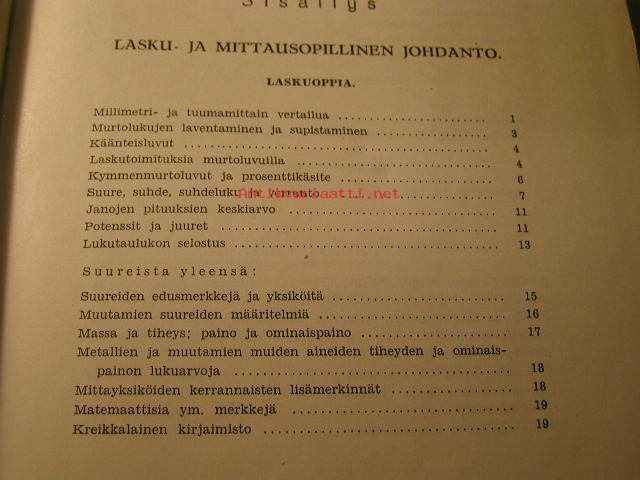 Sisällys
LASKU- JA MITTAUSOPILLINEN JOHDANTO.
LASKUOPPIA.
Millimetri- ja tuumamittain vertailua .................... 1
Murtolukujen laventaminen ja supistaminen .................... 3
Käänteisluvut .................... 4
Laskutoimituksia murtoluvuilla .................... 4
Kymmenmurtoluvut ja prosenttikäsite .................... 6
Suure, suhde, suhdeluku ja verranto .................... 7
Janojen pituuksien keskiarvo .................... 11
Potenssit ja juuret .................... 11
Lukutaulukon selostus .................... 13
Suureista yleensä:
Suureiden edusmerkkejä ja yksiköitä .................... 15
Muutamien suureiden määritelmiä .................... 16
Massa ja tiheys; paino ja ominaispaino .................... 17
Metallien ja muutamien muiden aineiden tiheyden ja ominais-
painon lukuarvoja .................... 18
Mittayksiköiden kerrannaisten lisämerkinnät .................... 18
Matemaattisia ym. merkkejä .................... 19
Kreikkalainen kirjaimisto .................... 19